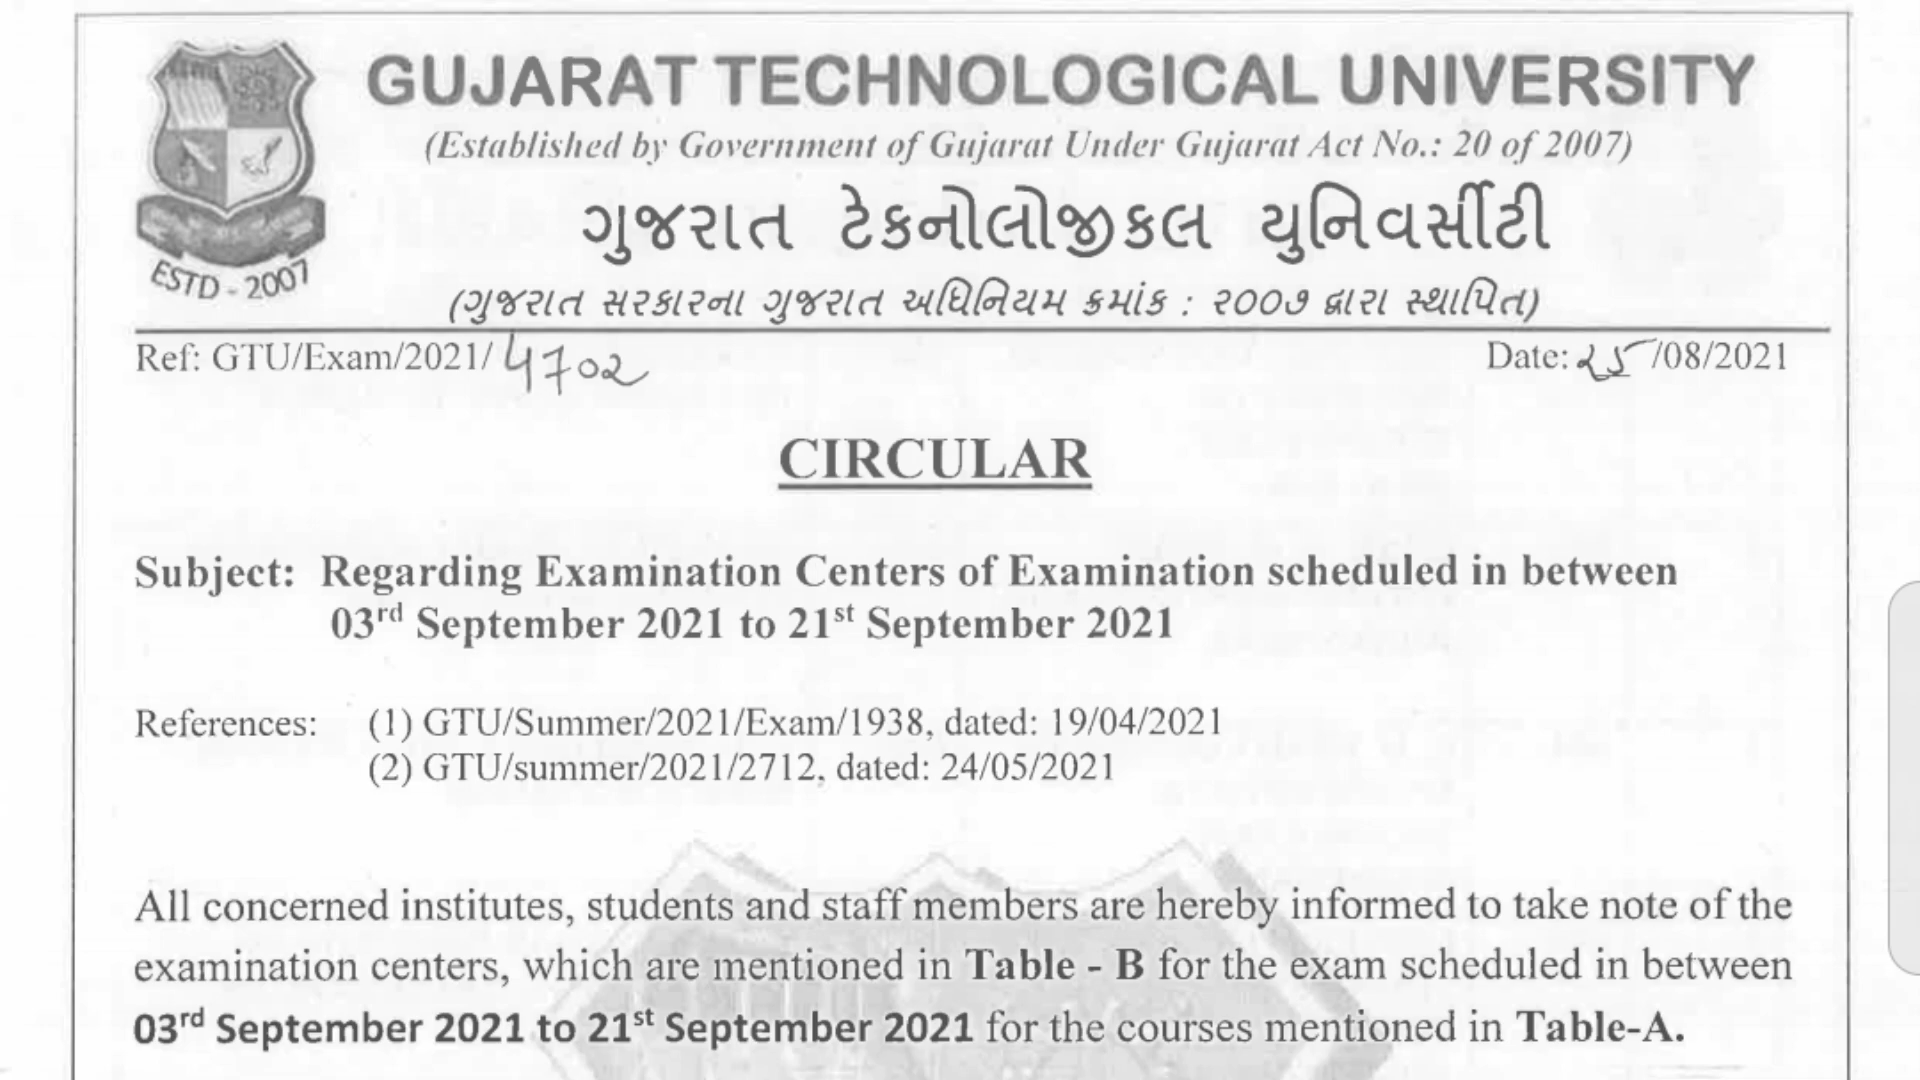 GUJARAT TECHNOLOGICAL UNIVERSITY
(Established by Government of Gujarat Under Gujarat Act No.: 20 of 2007)
ગુજરાત ટેકનોલોજીકલ યુનિવર્સીટી
(ગુજરાત સરકારના ગુજરાત અધિનિયમ ક્રમાંક : ૨૦૦૭ દ્વારા સ્થાપિત)
ESTD - 2007
Ref: GTU/Exam/2021/4702
Date: 25/08/2021
CIRCULAR
Subject: Regarding Examination Centers of Examination scheduled in between
03rd September 2021 to 21st September 2021
References: (1) GTU/Summer/2021/Exam/1938, dated: 19/04/2021
(2) GTU/summer/2021/2712, dated: 24/05/2021
All concerned institutes, students and staff members are hereby informed to take note of the
examination centers, which are mentioned in Table - B for the exam scheduled in between
03rd September 2021 to 21st September 2021 for the courses mentioned in Table-A.